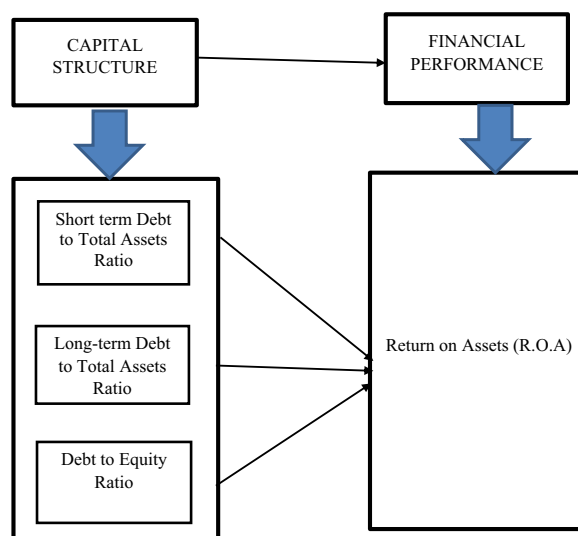 CAPITAL
STRUCTURE
FINANCIAL
PERFORMANCE
Short term Debt
to Total Assets
Ratio
Long-term Debt
to Total Assets
Ratio
Debt to Equity
Ratio
Return on Assets (R.O.A)